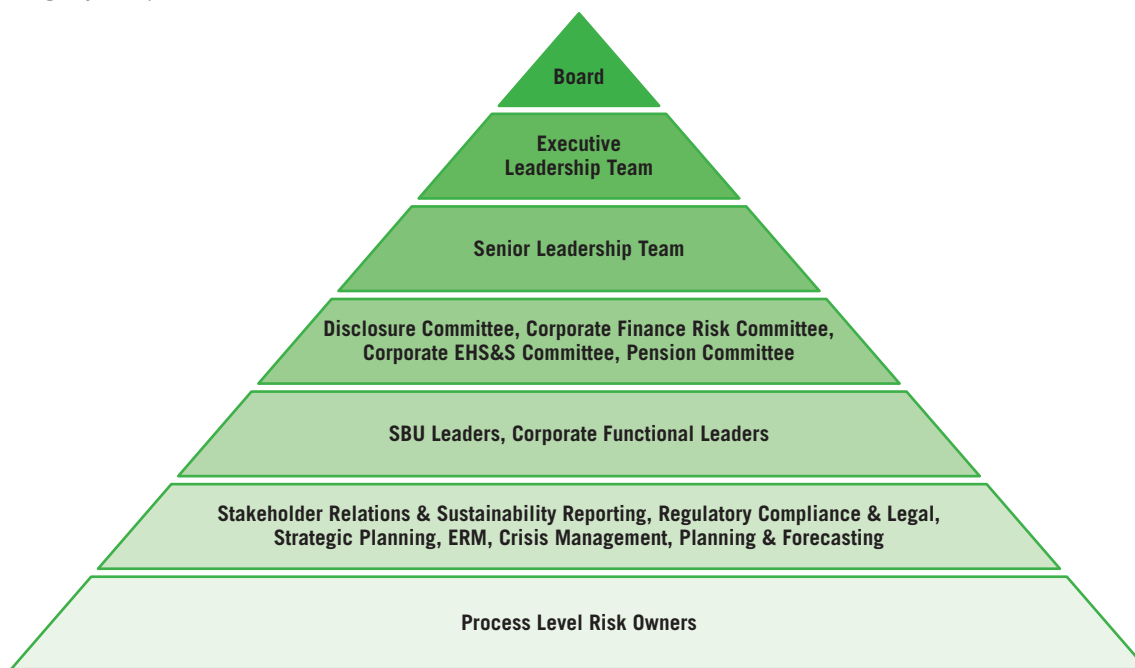 Board
Executive
Leadership Team
Senior Leadership Team
Disclosure Committee, Corporate Finance Risk Committee,
Corporate EHS&S Committee, Pension Committee
SBU Leaders, Corporate Functional Leaders
Stakeholder Relations & Sustainability Reporting, Regulatory Compliance & Legal,
Strategic Planning, ERM, Crisis Management, Planning & Forecasting
Process Level Risk Owners